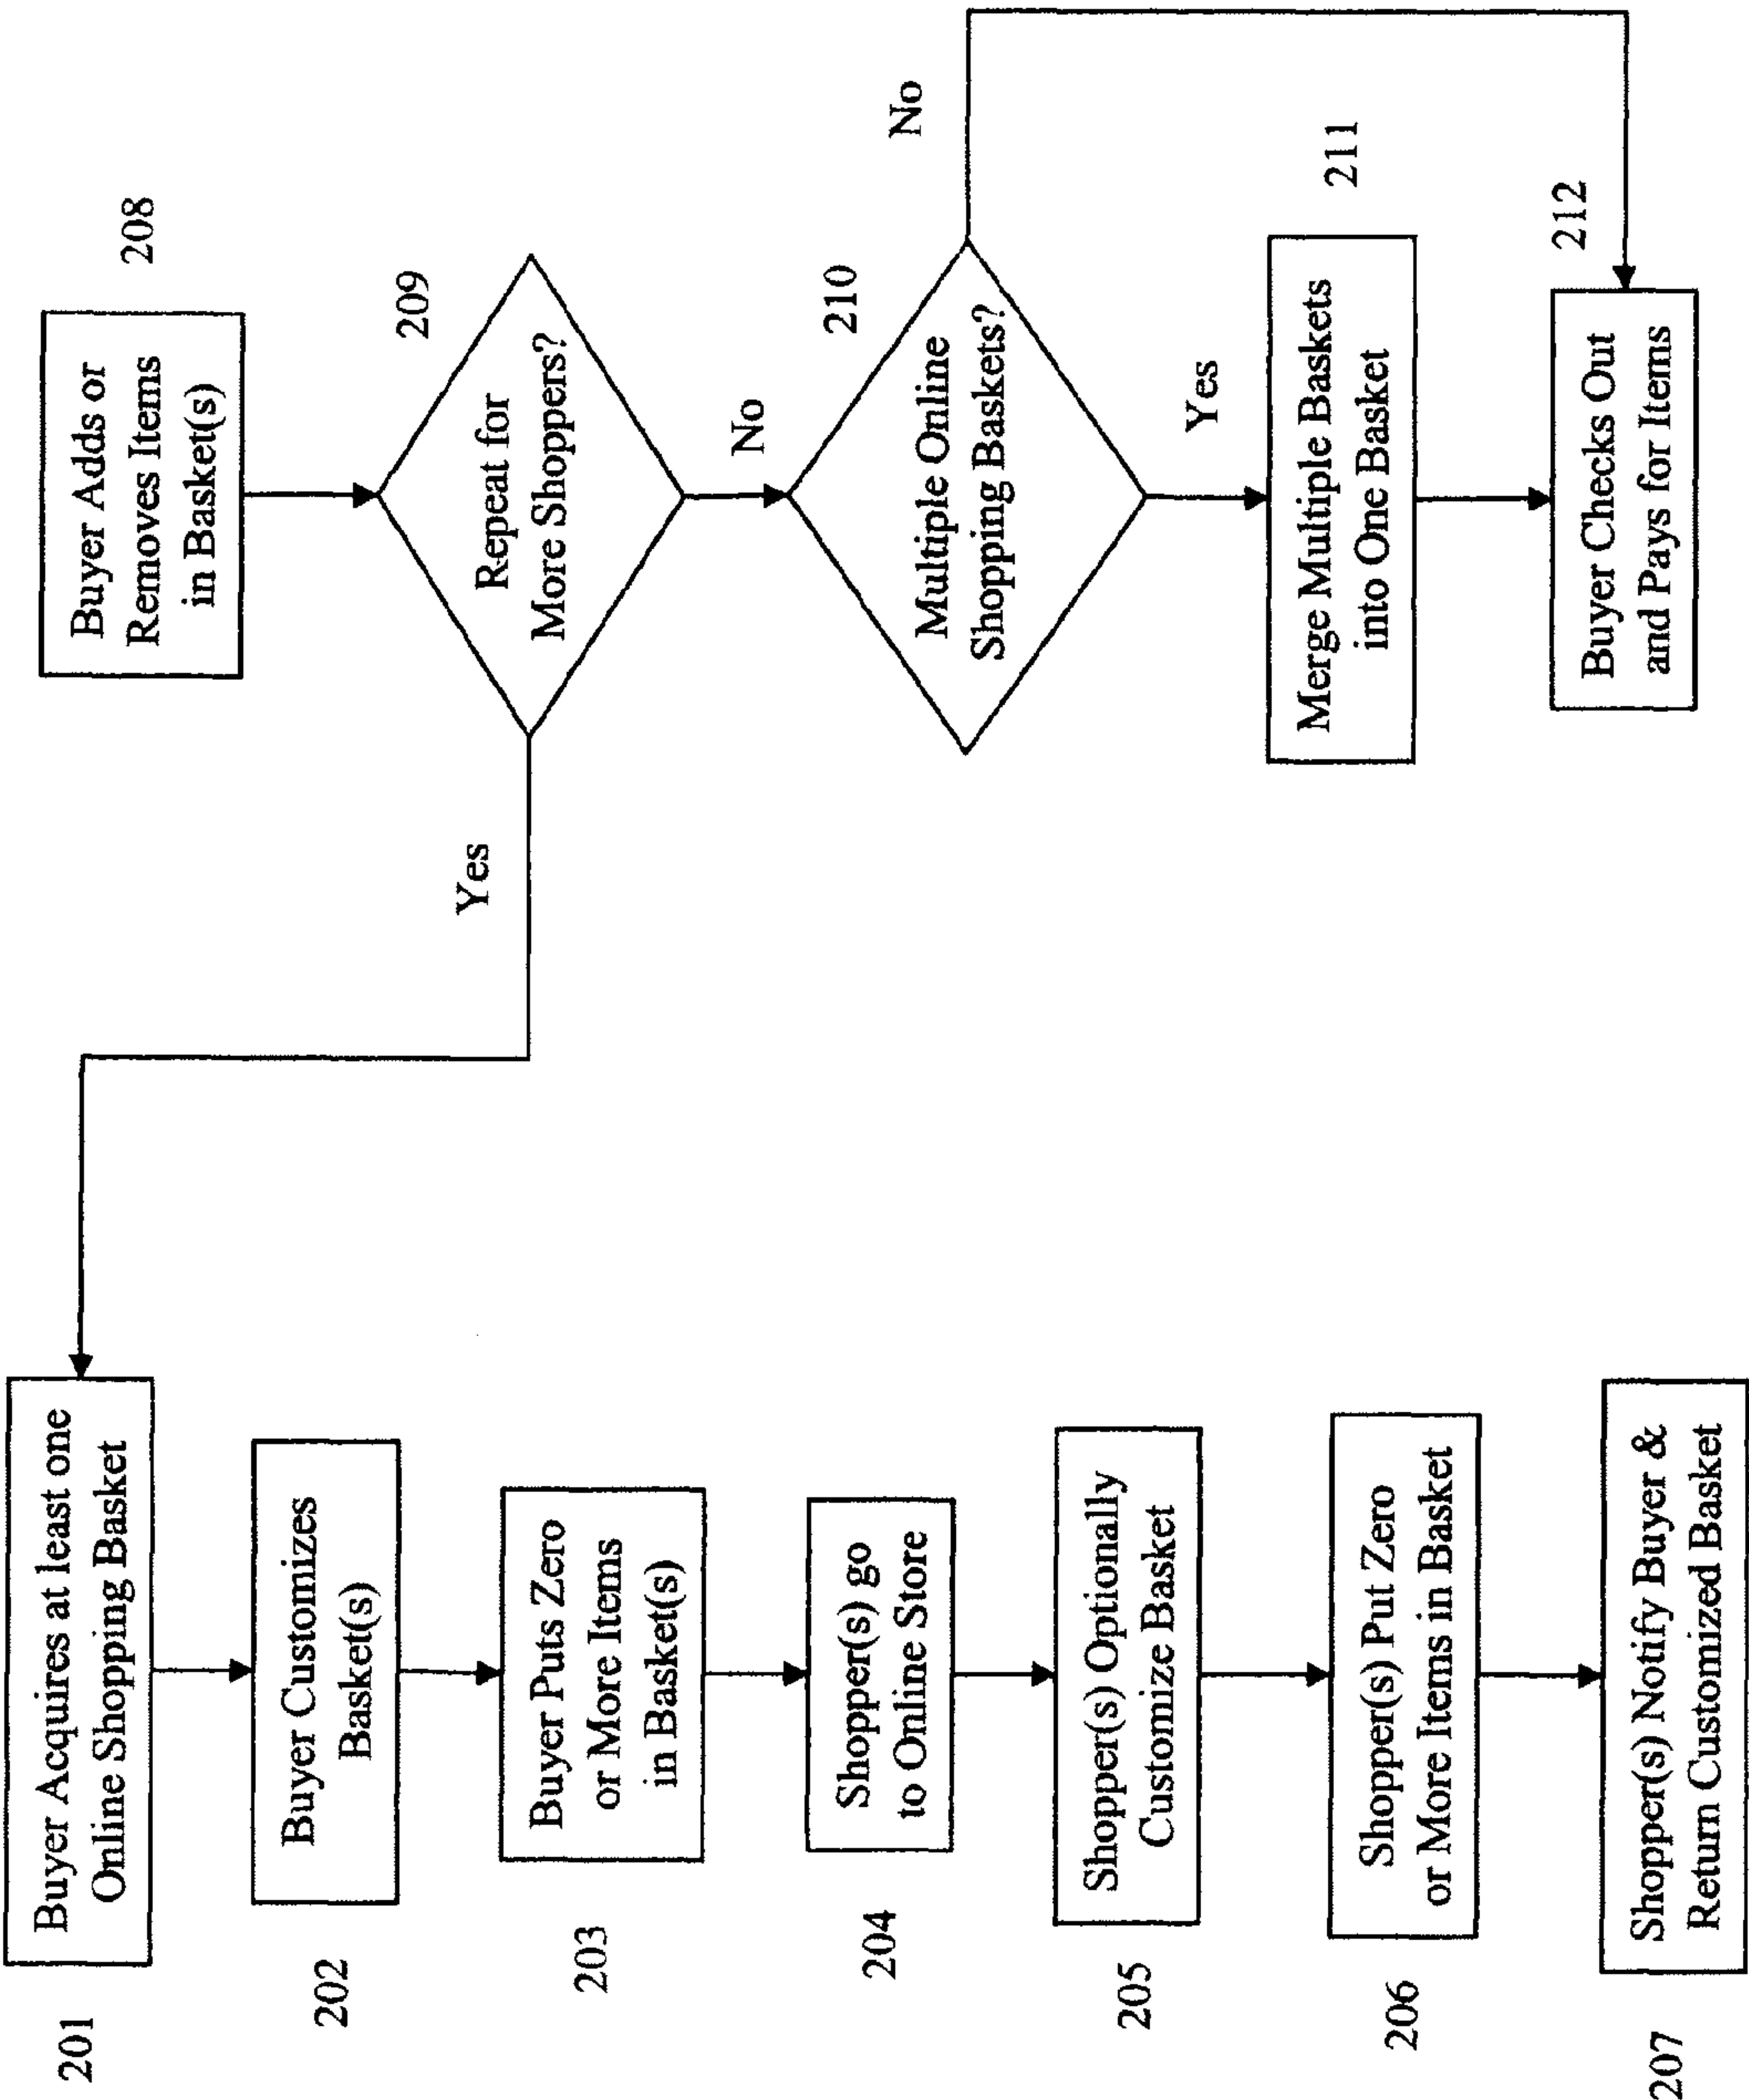 201
Buyer Acquires at least one
Online Shopping Basket
202
Buyer Customizes
Basket(s)
203
Buyer Puts Zero
or More Items
in Basket(s)
204
Shopper(s) go
to Online Store
205
Shopper(s) Optionally
Customize Basket
206
Shopper(s) Put Zero
or More Items in Basket
207
Shopper(s) Notify Buyer &
Return Customized Basket
208
Buyer Adds or
Removes Items
in Basket(s)
209
Repeat for
More Shoppers?
Yes
No
210
Multiple Online
Shopping Baskets?
No
Yes
211
Merge Multiple Baskets
into One Basket
212
Buyer Checks Out
and Pays for Items